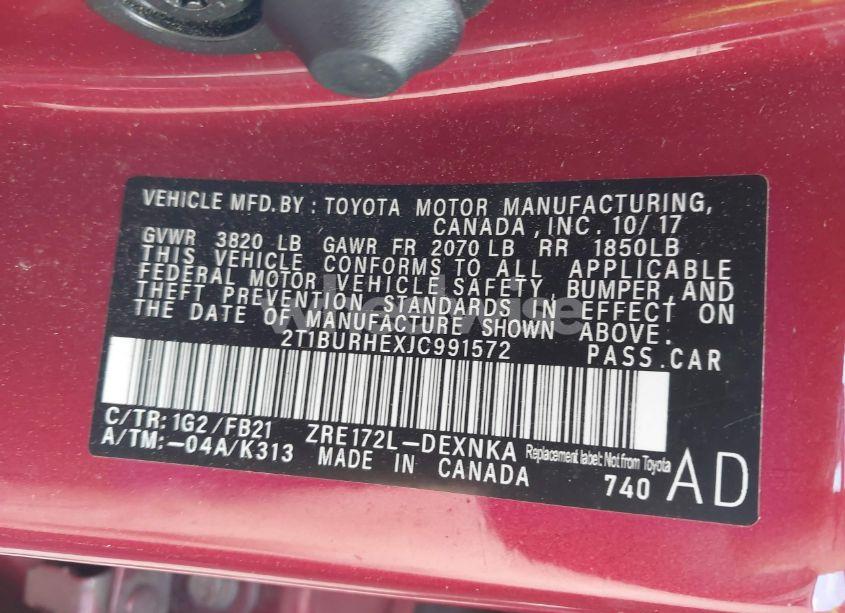 VEHICLE MFD.BY : TOYOTA MOTOR MANUFACTURING,
CANADA ,INC. 10/17
GVWR 3820 LB GAWR FR 2070 LB RR 1850LB
THIS VEHICLE CONFORMS TO ALL APPLICABLE
FEDERAL MOTOR VEHICLE SAFETY, BUMPER, AND
THEFT PREVENTION STANDARDS IN EFFECT ON
THE DATE OF MANUFACTURE SHOWN ABOVE.
2T1BURHEXJC991572 PASS.CAR
C/TR: 1G2 /FB21 ZRE172L-DEXNKA Replacement label: Not from Toyota AD
A/TM:-04A/K313 MADE IN CANADA 740